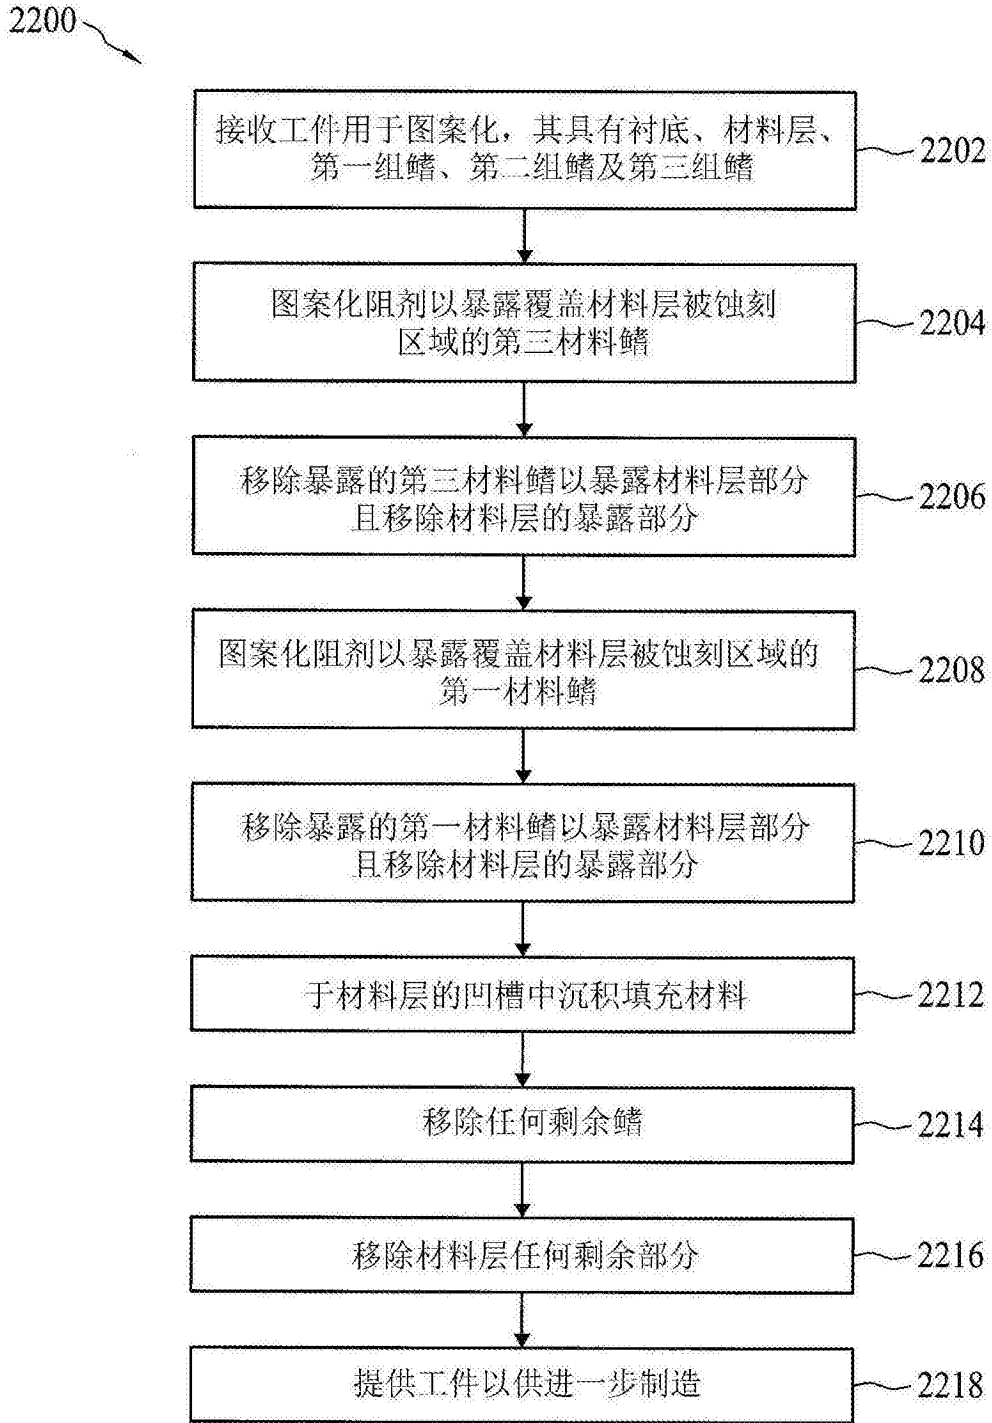 2200
接收工件用于图案化，其具有衬底、材料层、
第一组鳍、第二组鳍及第三组鳍
2202
图案化阻剂以暴露覆盖材料层被蚀刻
区域的第三材料鳍
2204
移除暴露的第三材料鳍以暴露材料层部分
且移除材料层的暴露部分
2206
图案化阻剂以暴露覆盖材料层被蚀刻区域的
第一材料鳍
2208
移除暴露的第一材料鳍以暴露材料层部分
且移除材料层的暴露部分
2210
于材料层的凹槽中沉积填充材料
2212
移除任何剩余鳍
2214
移除材料层任何剩余部分
2216
提供工件以供进一步制造
2218